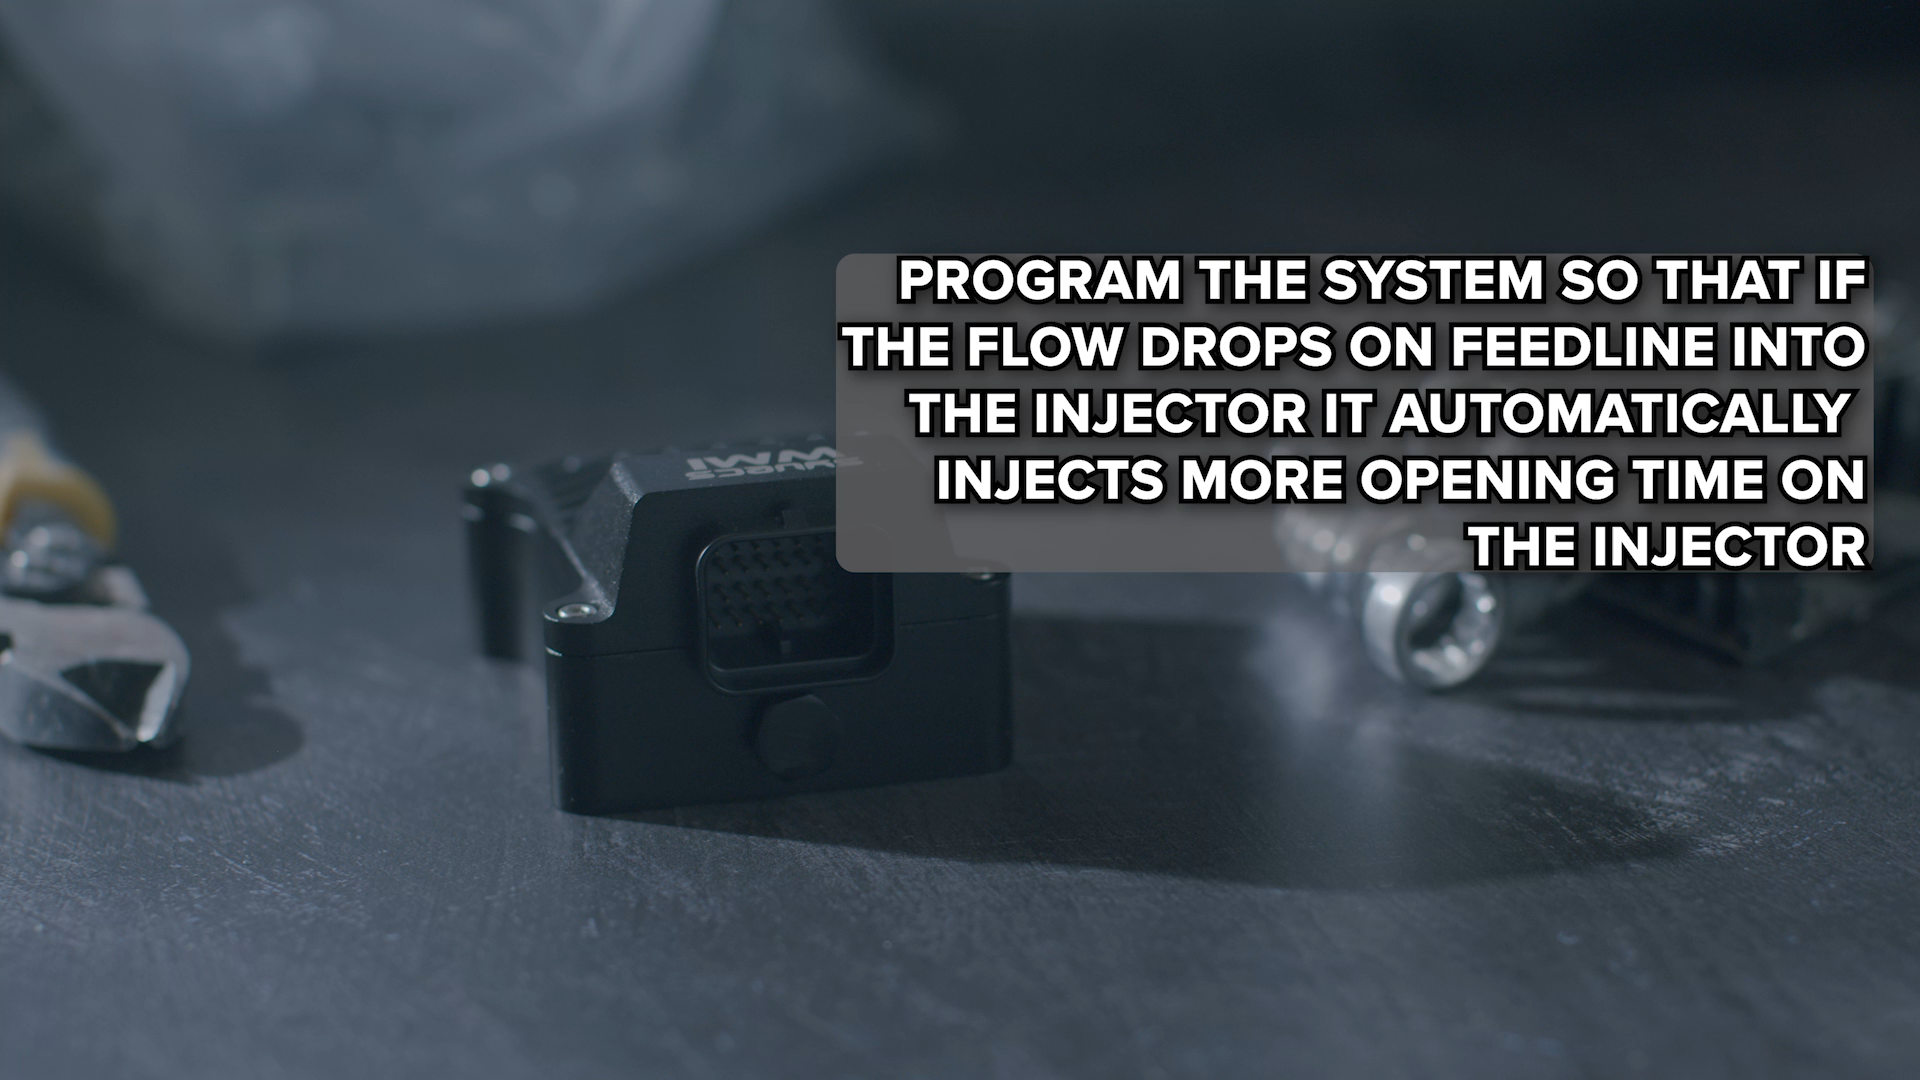 PROGRAM THE SYSTEM SO THAT IF
THE FLOW DROPS ON FEEDLINE INTO
THE INJECTOR IT AUTOMATICALLY
INJECTS MORE OPENING TIME ON
THE INJECTOR
WMI